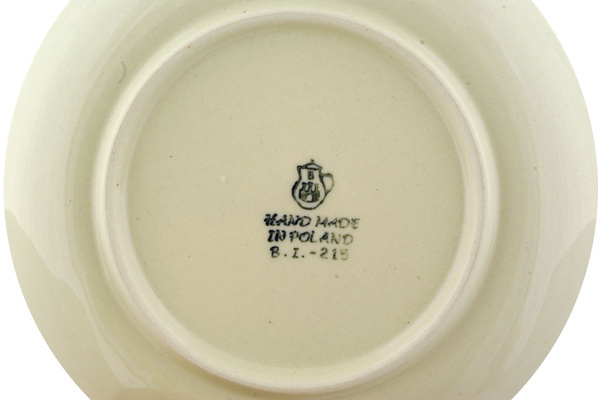 B
HAND MADE
IN POLAND
B.I.-215